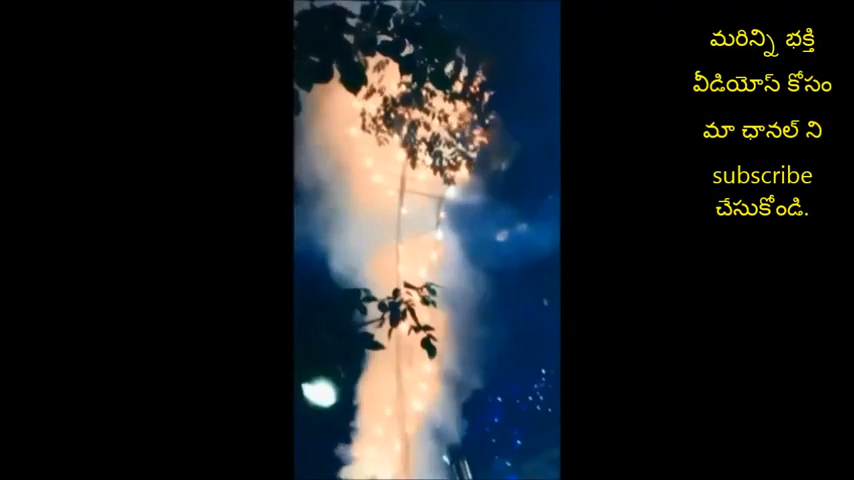 మరిన్ని భక్తి
వీడియోస్ కోసం
మా ఛానల్ ని
subscribe
చేసుకోండి.